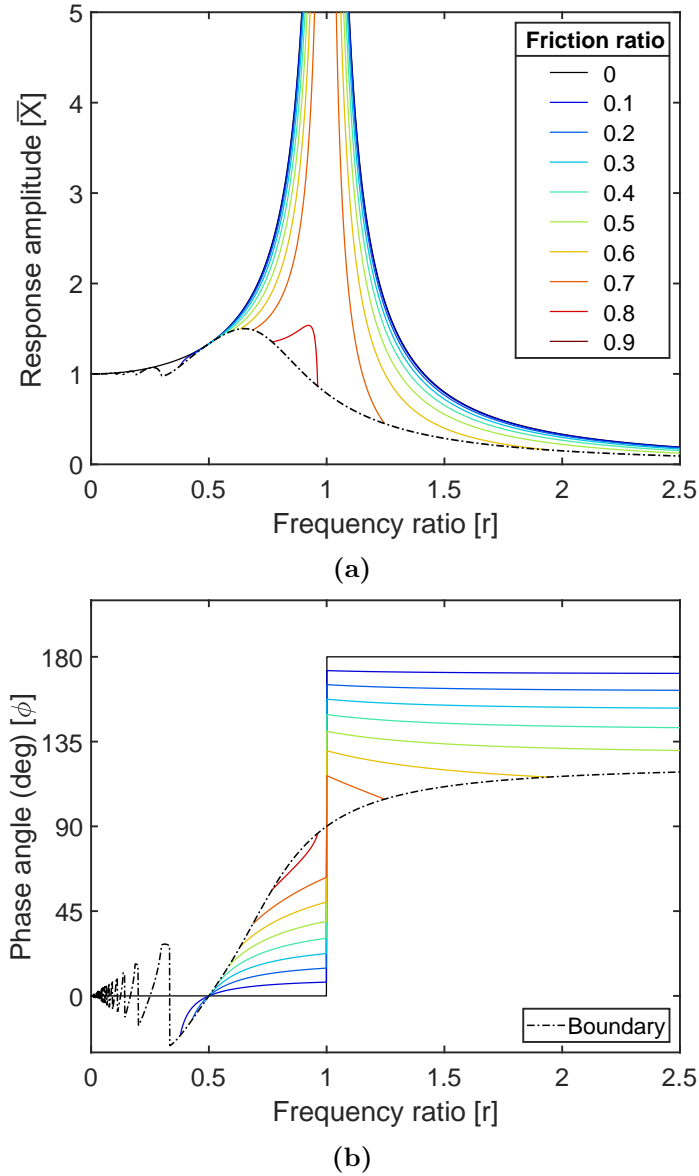 5
4
3
2
1
0
Response amplitude [X̅]
0 0.5 1 1.5 2 2.5
Frequency ratio [r]
Friction ratio
0
0.1
0.2
0.3
0.4
0.5
0.6
0.7
0.8
0.9
(a)
180
135
90
45
0
Phase angle (deg) [ϕ]
Boundary
0 0.5 1 1.5 2 2.5
Frequency ratio [r]
(b)